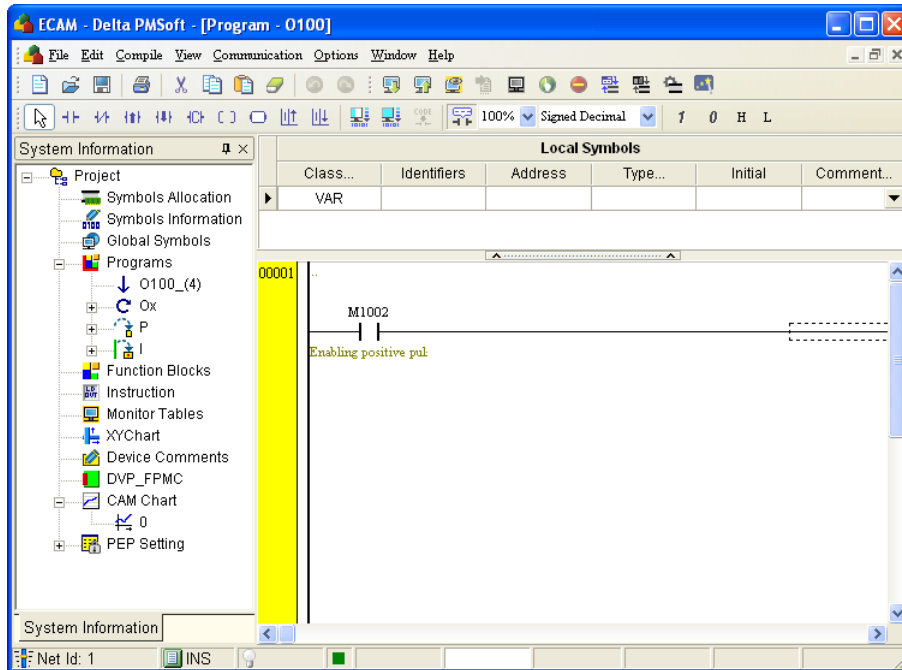 ECAM - Delta PMSoft - [Program - O100]
File Edit Compile View Communication Options Window Help
100% Signed Decimal 1 0 H L
System Information
Project
Symbols Allocation
Symbols Information
Global Symbols
Programs
O100_(4)
Ox
P
I
Function Blocks
Instruction
Monitor Tables
XYChart
Device Comments
DVP_FPMC
CAM Chart
0
PEP Setting
System Information
Local Symbols
Class... Identifiers Address Type... Initial Comment...
VAR
00001
M1002
Enabling positive pul
Net Id: 1 INS